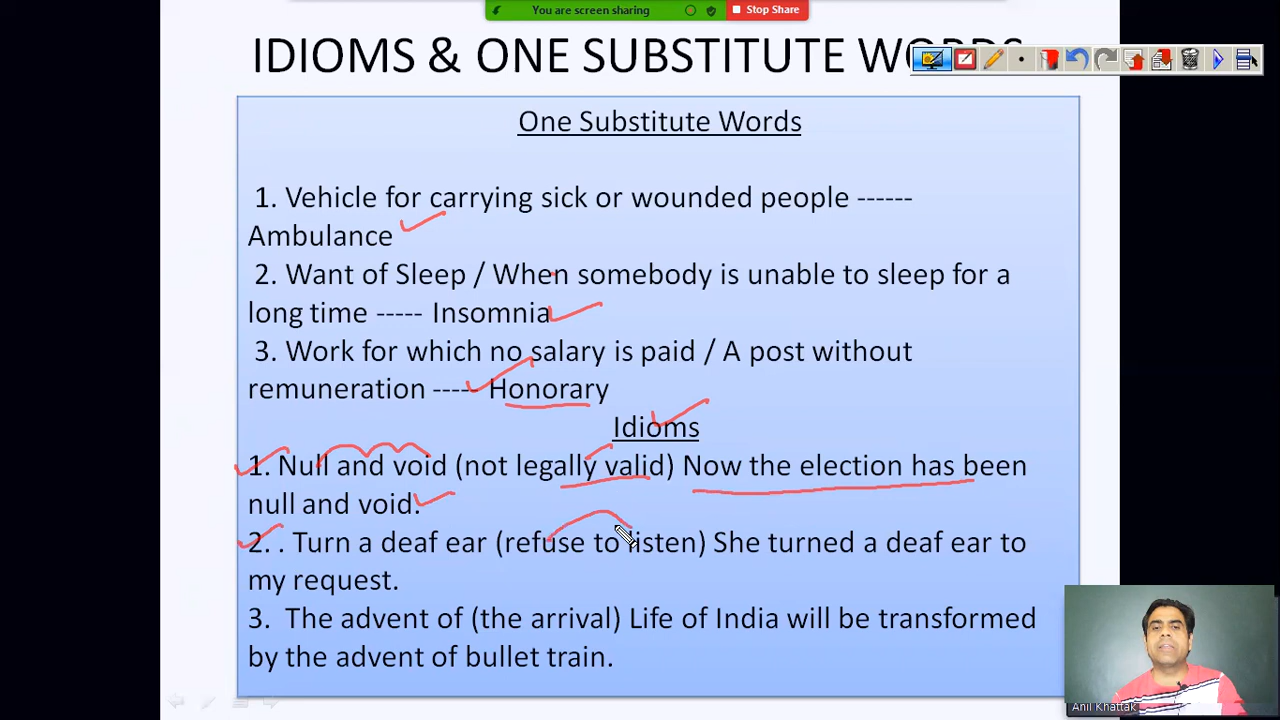 You are screen sharing
Stop Share
IDIOMS & ONE SUBSTITUTE WORDS
One Substitute Words
1. Vehicle for carrying sick or wounded people ------
Ambulance
2. Want of Sleep / When somebody is unable to sleep for a
long time ----- Insomnia
3. Work for which no salary is paid / A post without
remuneration ----- Honorary
Idioms
1. Null and void (not legally valid) Now the election has been
null and void.
2. . Turn a deaf ear (refuse to listen) She turned a deaf ear to
my request.
3. The advent of (the arrival) Life of India will be transformed
by the advent of bullet train.
Anil Khattak